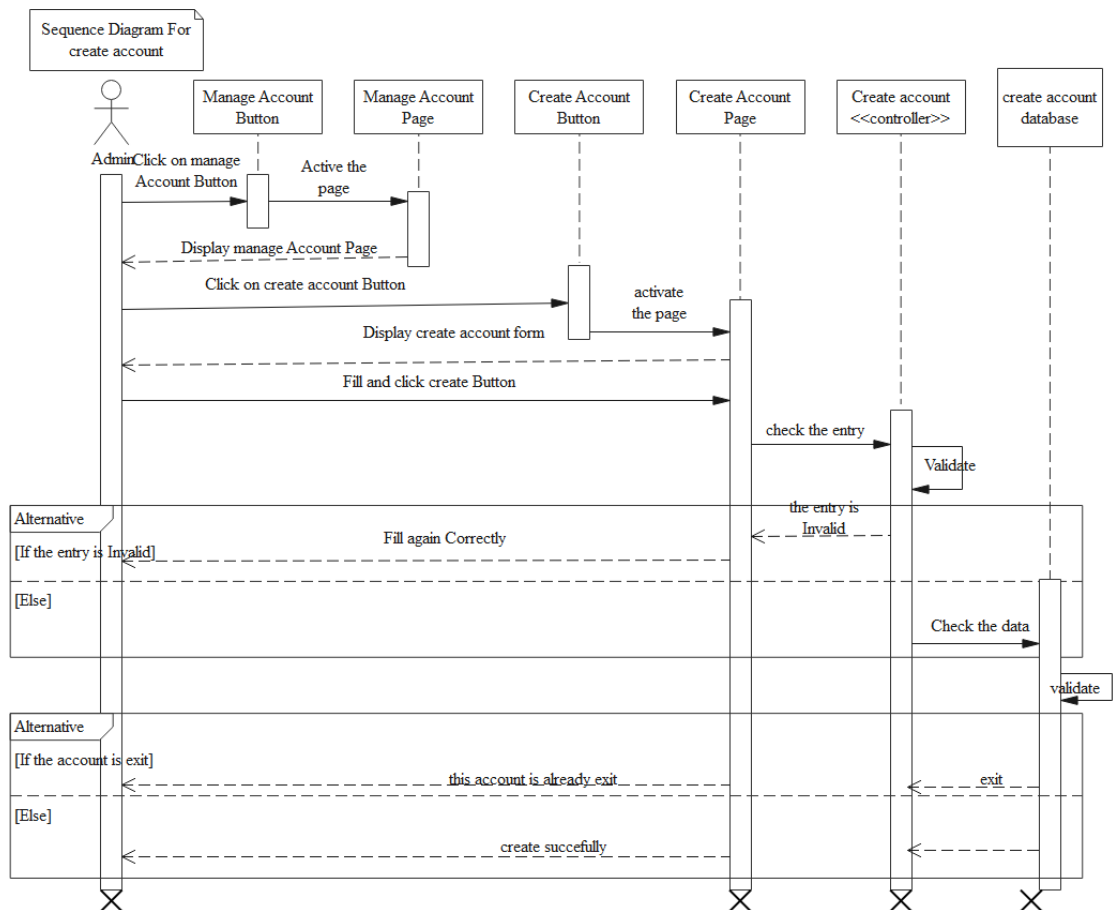 Sequence Diagram For
create account
Manage Account
Button
Manage Account
Page
Create Account
Button
Create Account
Page
Create account
<<controller>>
create account
database
Admin
Click on manage
Account Button
Active the
page
Display manage Account Page
Click on create account Button
activate
the page
Display create account form
Fill and click create Button
check the entry
Validate
Alternative
the entry is
Invalid
[If the entry is Invalid]
Fill again Correctly
[Else]
Check the data
validate
Alternative
[If the account is exit]
this account is already exit
exit
[Else]
create succefully